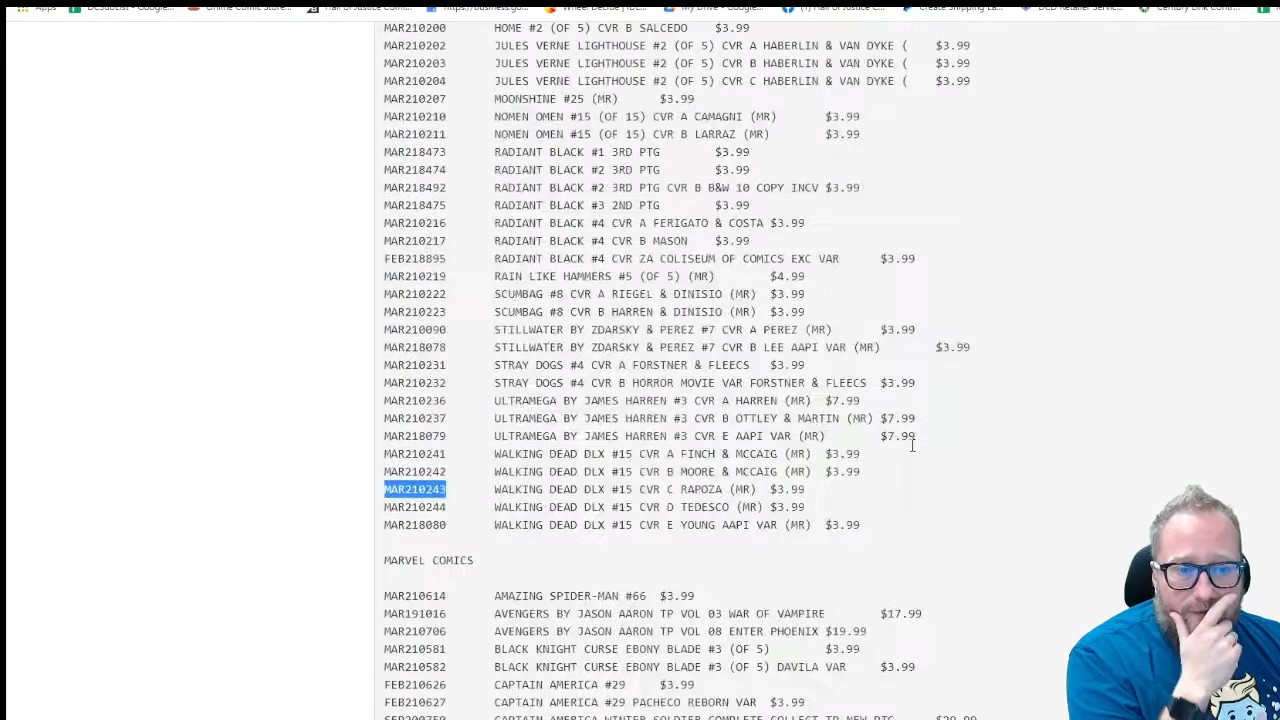 Apps
MAR210200 HOME #2 (OF 5) CVR B SALCEDO $3.99
MAR210202 JULES VERNE LIGHTHOUSE #2 (OF 5) CVR A HABERLIN & VAN DYKE ( $3.99
MAR210203 JULES VERNE LIGHTHOUSE #2 (OF 5) CVR B HABERLIN & VAN DYKE ( $3.99
MAR210204 JULES VERNE LIGHTHOUSE #2 (OF 5) CVR C HABERLIN & VAN DYKE ( $3.99
MAR210207 MOONSHINE #25 (MR) $3.99
MAR210210 NOMEN OMEN #15 (OF 15) CVR A CAMAGNI (MR) $3.99
MAR210211 NOMEN OMEN #15 (OF 15) CVR B LARRAZ (MR) $3.99
MAR218473 RADIANT BLACK #1 3RD PTG $3.99
MAR218474 RADIANT BLACK #2 3RD PTG $3.99
MAR218492 RADIANT BLACK #2 3RD PTG CVR B B&W 10 COPY INCV $3.99
MAR218475 RADIANT BLACK #3 2ND PTG $3.99
MAR210216 RADIANT BLACK #4 CVR A FERIGATO & COSTA $3.99
MAR210217 RADIANT BLACK #4 CVR B MASON $3.99
FEB218895 RADIANT BLACK #4 CVR ZA COLISEUM OF COMICS EXC VAR $3.99
MAR210219 RAIN LIKE HAMMERS #5 (OF 5) (MR) $4.99
MAR210222 SCUMBAG #8 CVR A RIEGEL & DINISIO (MR) $3.99
MAR210223 SCUMBAG #8 CVR B HARREN & DINISIO (MR) $3.99
MAR210090 STILLWATER BY ZDARSKY & PEREZ #7 CVR A PEREZ (MR) $3.99
MAR218078 STILLWATER BY ZDARSKY & PEREZ #7 CVR B LEE AAPI VAR (MR) $3.99
MAR210231 STRAY DOGS #4 CVR A FORSTNER & FLEECS $3.99
MAR210232 STRAY DOGS #4 CVR B HORROR MOVIE VAR FORSTNER & FLEECS $3.99
MAR210236 ULTRAMEGA BY JAMES HARREN #3 CVR A HARREN (MR) $7.99
MAR210237 ULTRAMEGA BY JAMES HARREN #3 CVR B OTTLEY & MARTIN (MR) $7.99
MAR218079 ULTRAMEGA BY JAMES HARREN #3 CVR E AAPI VAR (MR) $7.99
MAR210241 WALKING DEAD DLX #15 CVR A FINCH & MCCAIG (MR) $3.99
MAR210242 WALKING DEAD DLX #15 CVR B MOORE & MCCAIG (MR) $3.99
MAR210243 WALKING DEAD DLX #15 CVR C RAPOZA (MR) $3.99
MAR210244 WALKING DEAD DLX #15 CVR D TEDESCO (MR) $3.99
MAR218080 WALKING DEAD DLX #15 CVR E YOUNG AAPI VAR (MR) $3.99
MARVEL COMICS
MAR210614 AMAZING SPIDER-MAN #66 $3.99
MAR191016 AVENGERS BY JASON AARON TP VOL 03 WAR OF VAMPIRE $17.99
MAR210706 AVENGERS BY JASON AARON TP VOL 08 ENTER PHOENIX $19.99
MAR210581 BLACK KNIGHT CURSE EBONY BLADE #3 (OF 5) $3.99
MAR210582 BLACK KNIGHT CURSE EBONY BLADE #3 (OF 5) DAVILA VAR $3.99
FEB210626 CAPTAIN AMERICA #29 $3.99
FEB210627 CAPTAIN AMERICA #29 PACHECO REBORN VAR $3.99
CAPTAIN AMERICA WINTER SOLDIER COMPLETE COLLECT TP NEW PTG